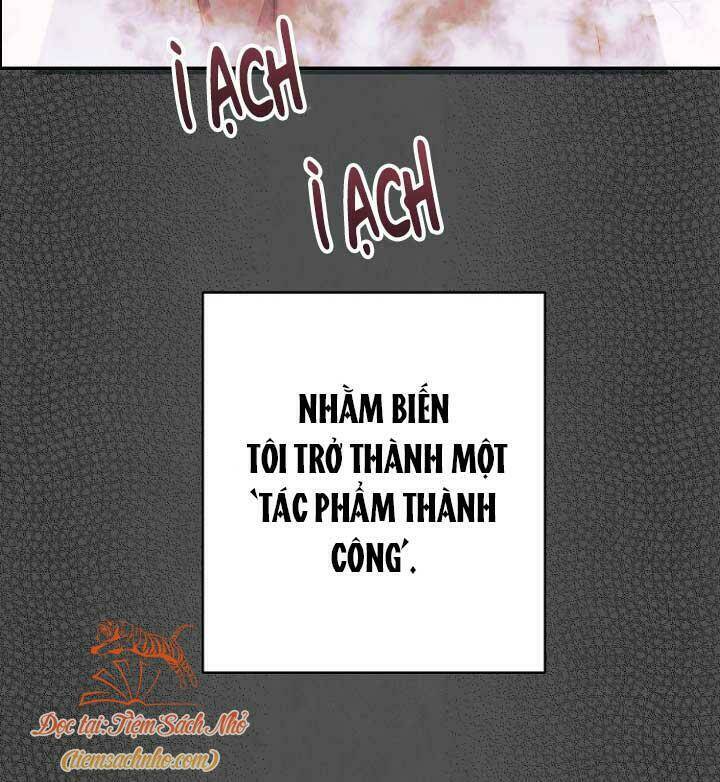 Ì ẠCH
Ì ẠCH
NHẰM BIẾN
TÔI TRỞ THÀNH MỘT
‘TÁC PHẨM THÀNH
CÔNG’.
Đọc tại: Tiệm Sách Nhỏ
(tiemsachnho.com)